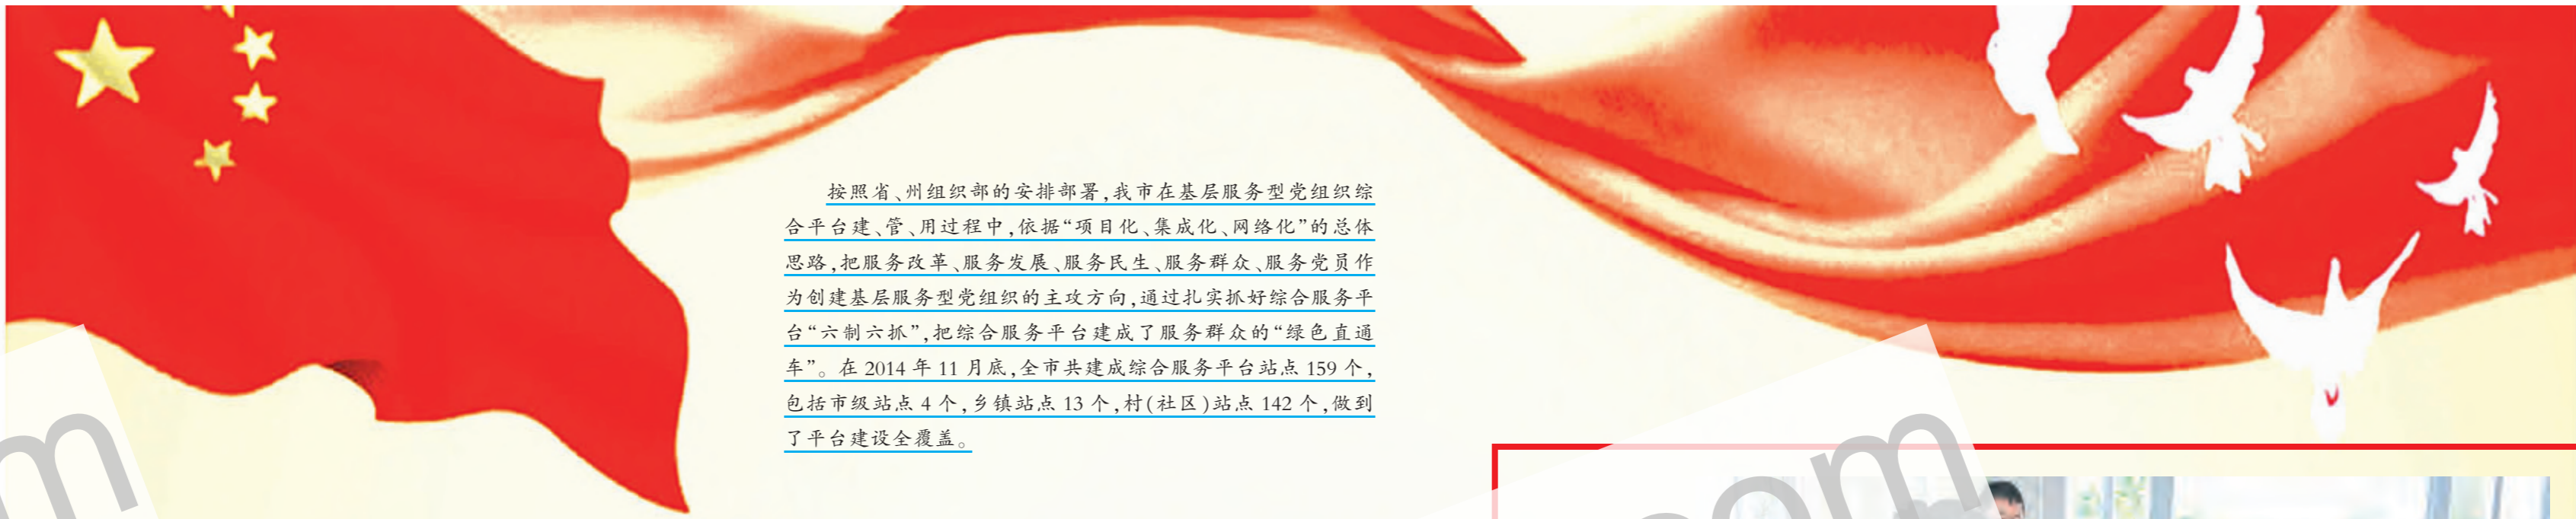 按照省、州组织部的安排部署,我市在基层服务型党组织综
合平台建、管、用过程中,依据“项目化、集成化、网络化”的总体
思路,把服务改革、服务发展、服务民生、服务群众、服务党员作
为创建基层服务型党组织的主攻方向,通过扎实抓好综合服务平
台“六制六抓”,把综合服务平台建成了服务群众的“绿色直通
车”。在 2014 年 11 月底,全市共建成综合服务平台站点 159 个,
包括市级站点 4 个,乡镇站点 13 个,村(社区)站点 142 个,做到
了平台建设全覆盖。
m
om